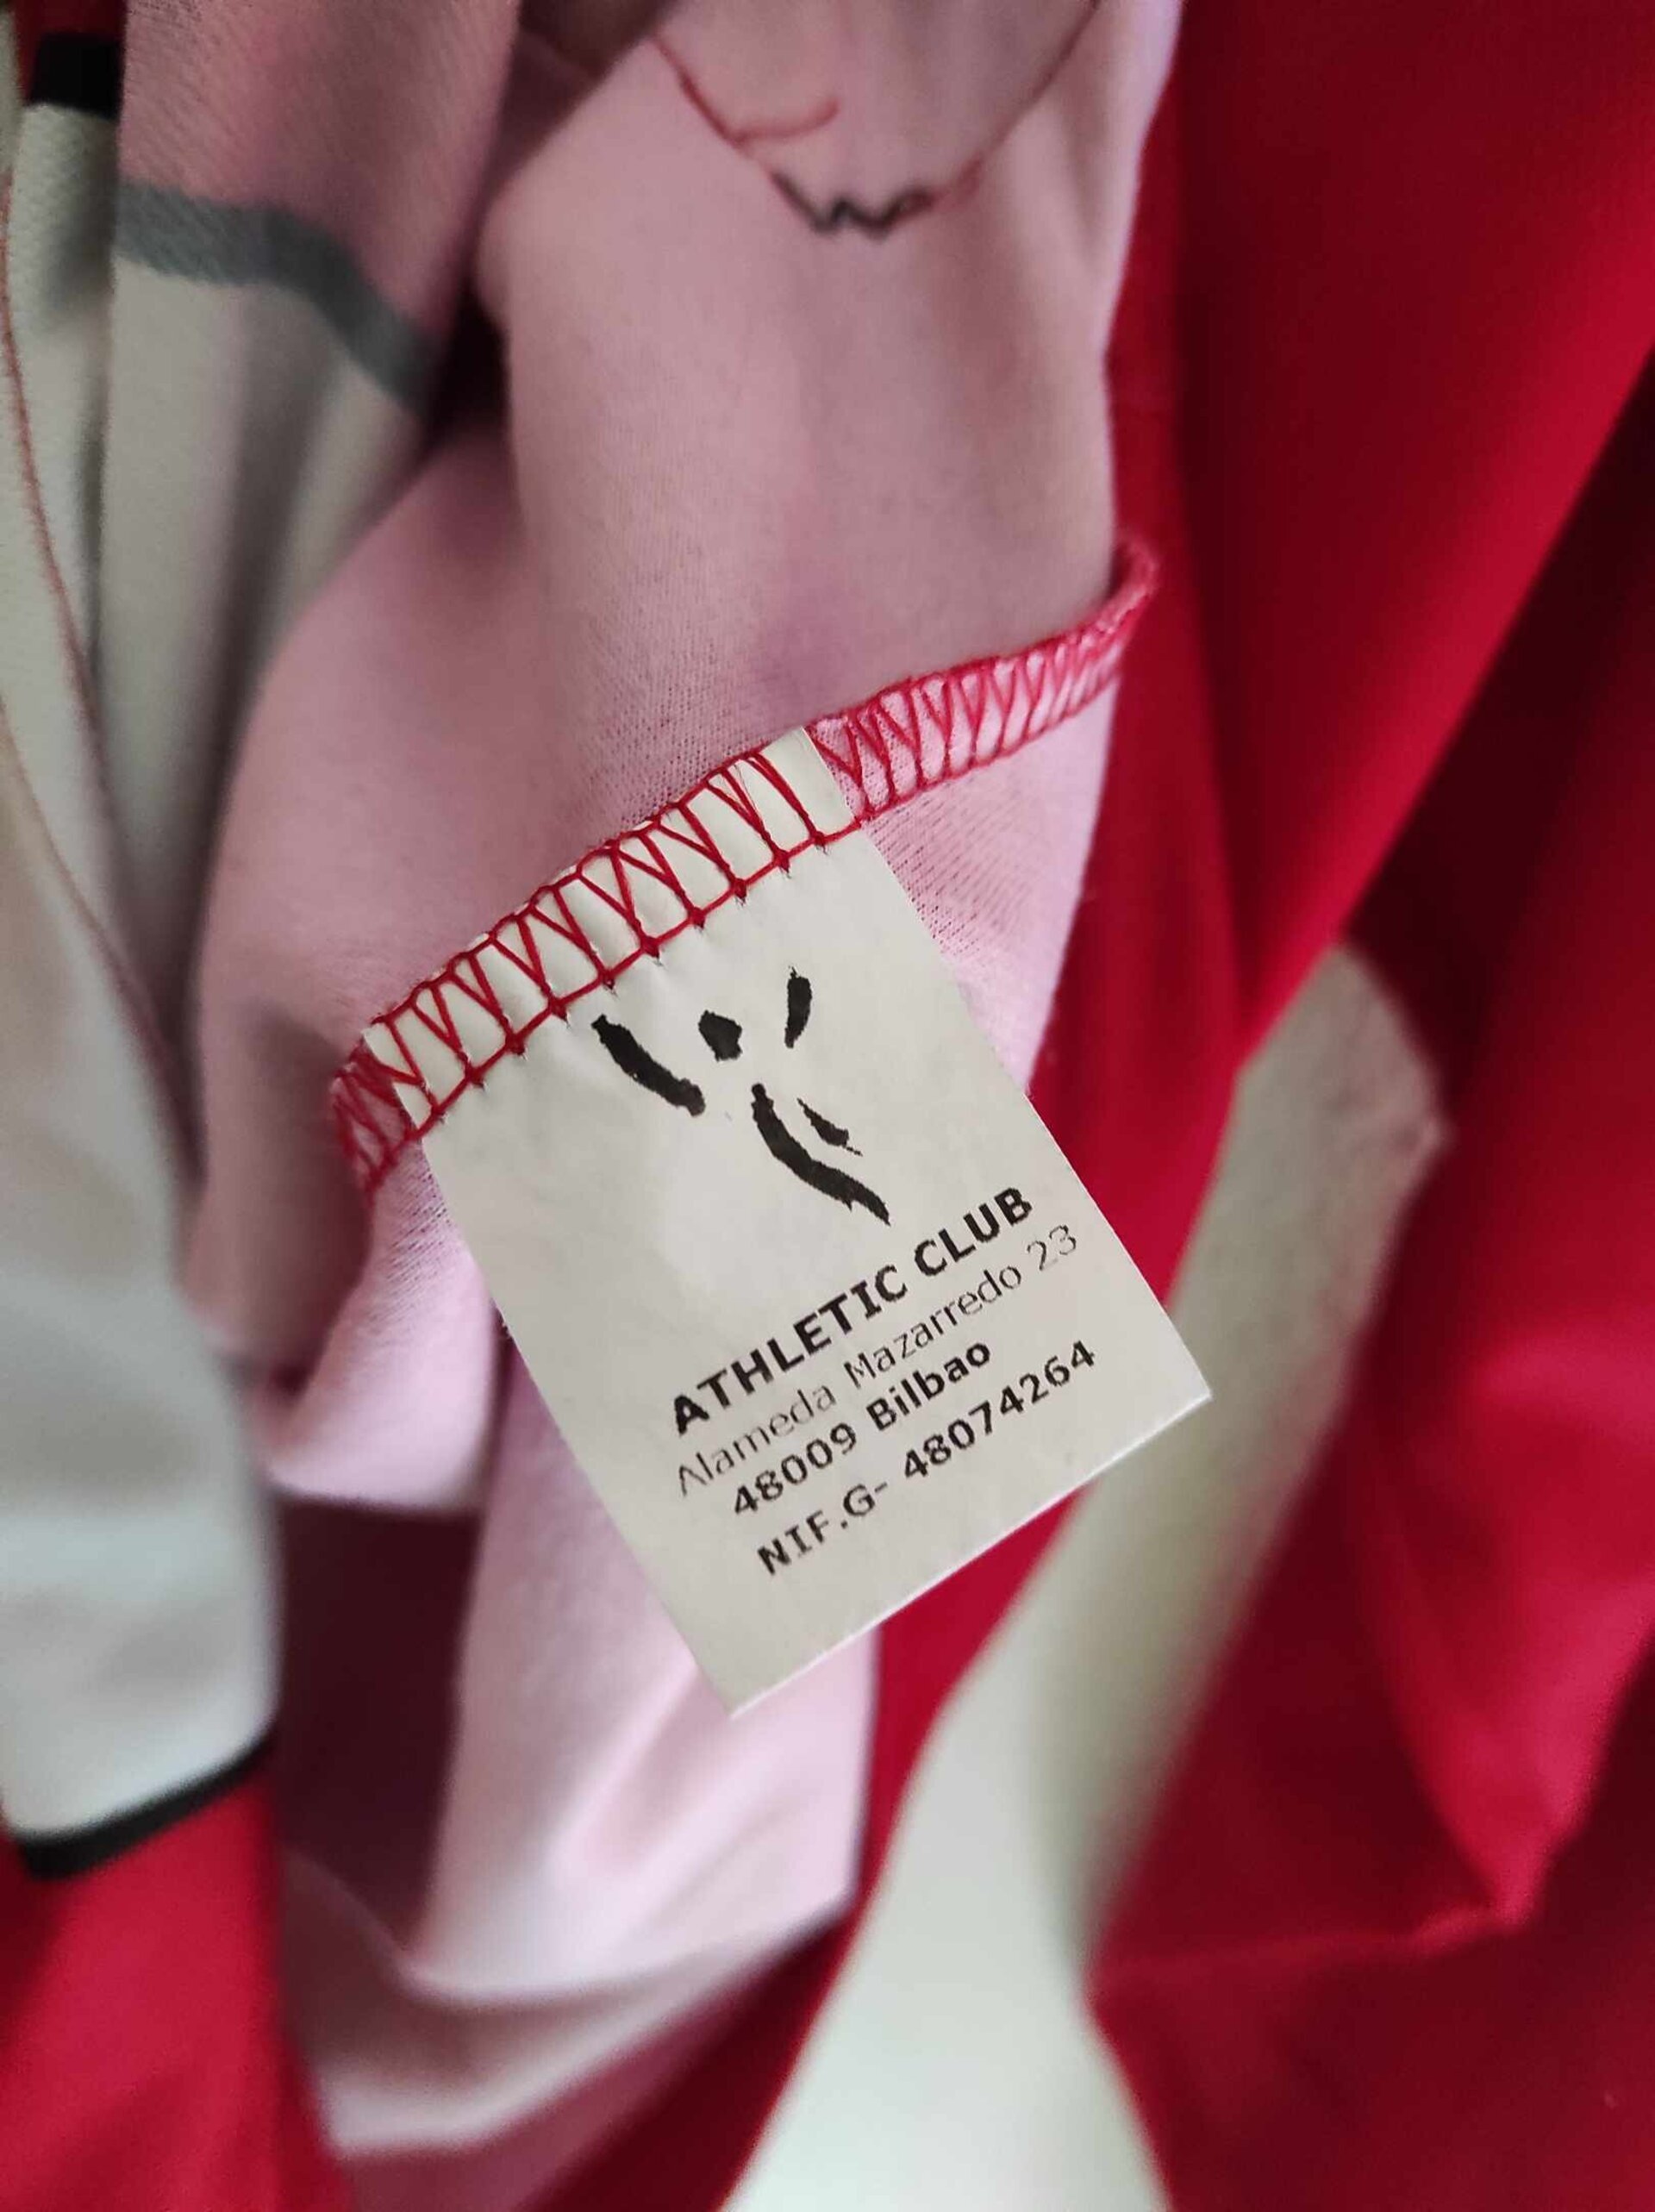 ATHLETIC CLUB
Alameda Mazarredo 23
48009 Bilbao
NIF.G- 48074264